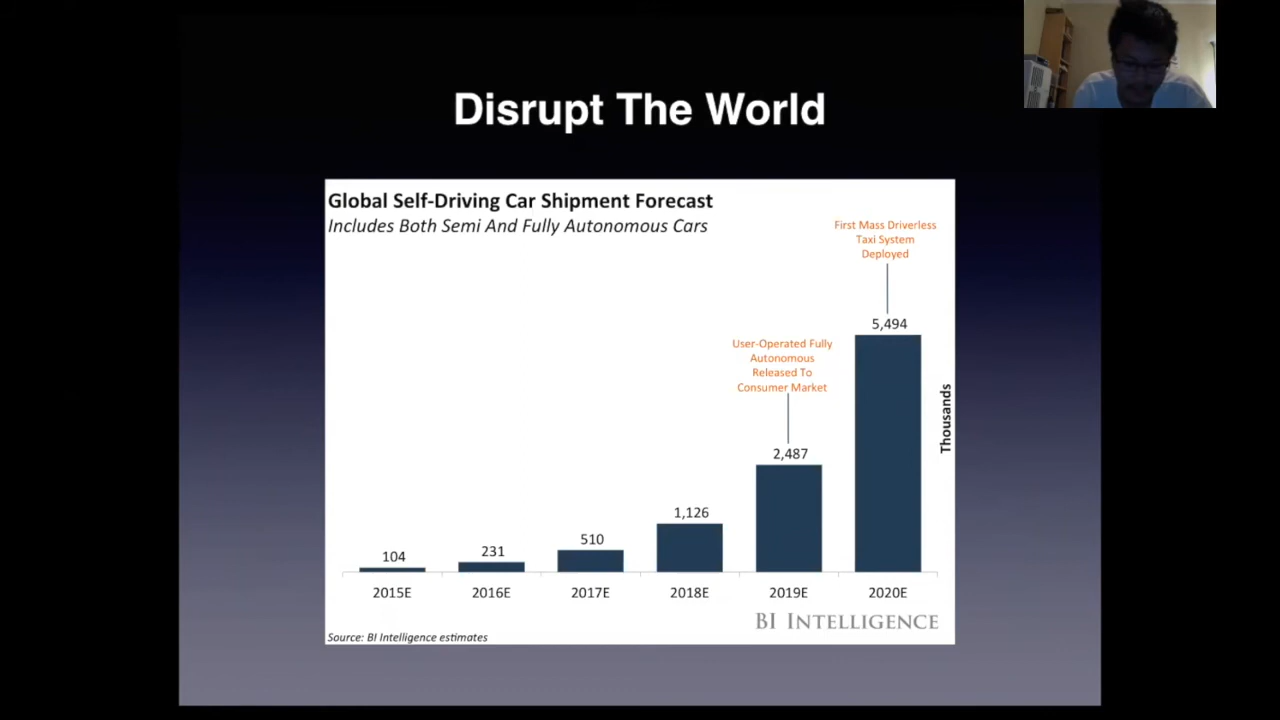 Disrupt The World
Global Self-Driving Car Shipment Forecast
Includes Both Semi And Fully Autonomous Cars
First Mass Driverless
Taxi System
Deployed
5,494
User-Operated Fully
Autonomous
Released To
Consumer Market
2,487
1,126
510
231
104
Thousands
2015E 2016E 2017E 2018E 2019E 2020E
BI INTELLIGENCE
Source: BI Intelligence estimates